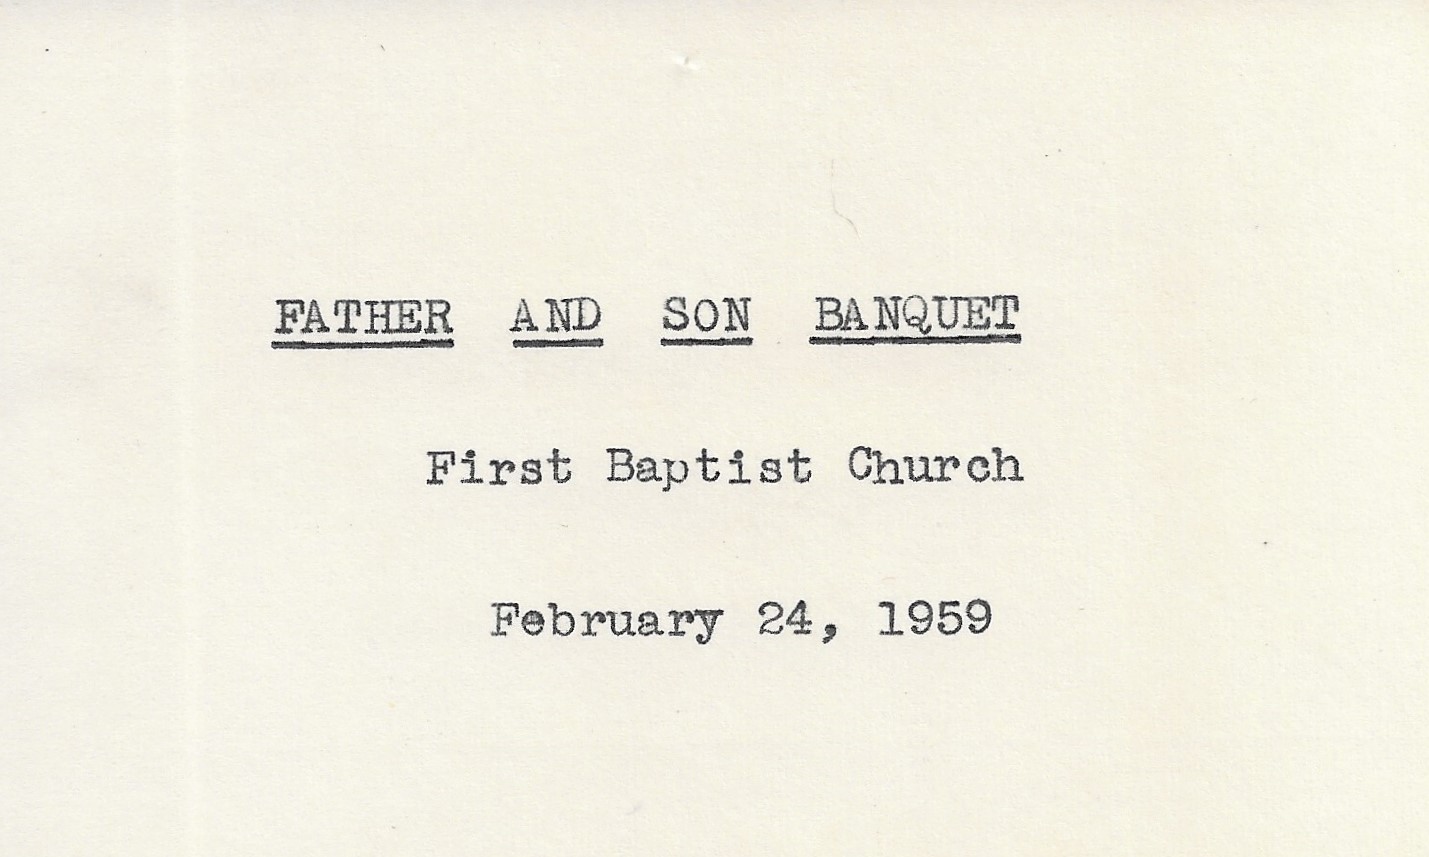 FATHER AND SON BANQUET
First Baptist Church
February 24, 1959